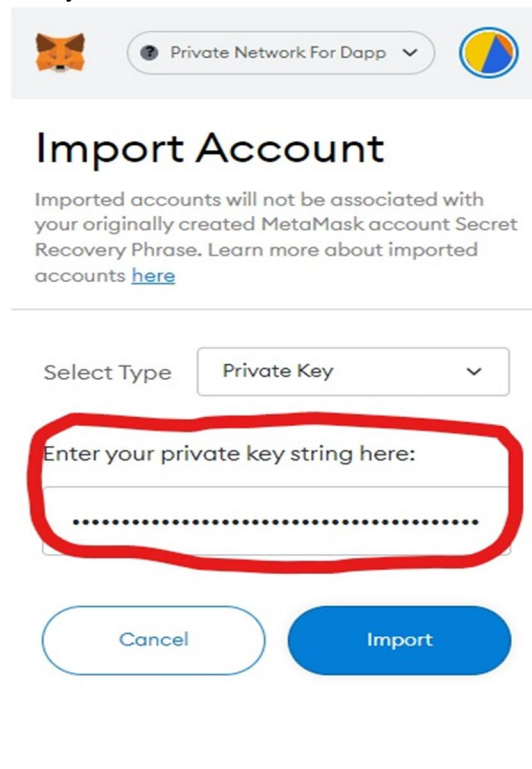 Private Network For Dapp
Import Account
Imported accounts will not be associated with
your originally created MetaMask account Secret
Recovery Phrase. Learn more about imported
accounts here
Select Type
Private Key
Enter your private key string here:
Cancel
Import